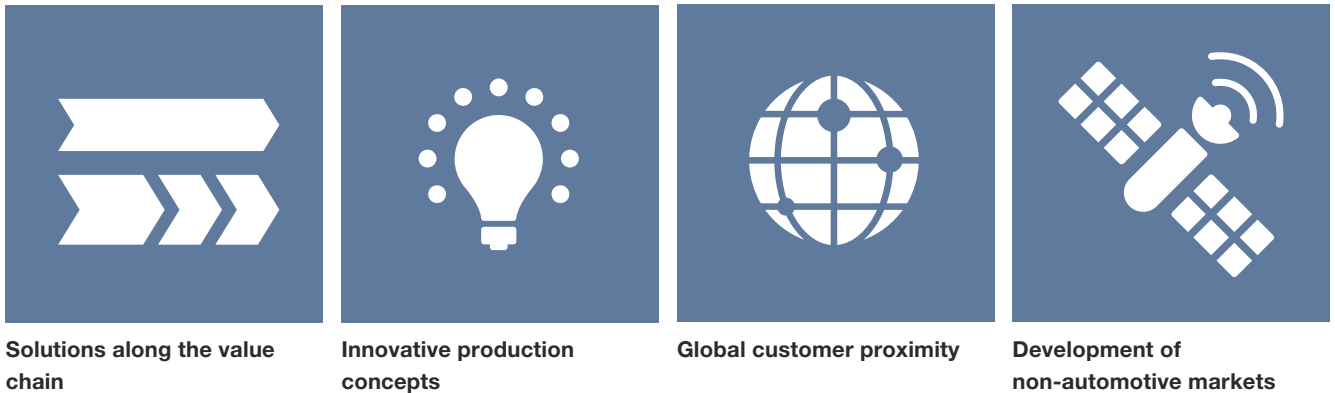 Solutions along the value
chain
Innovative production
concepts
Global customer proximity
Development of
non-automotive markets